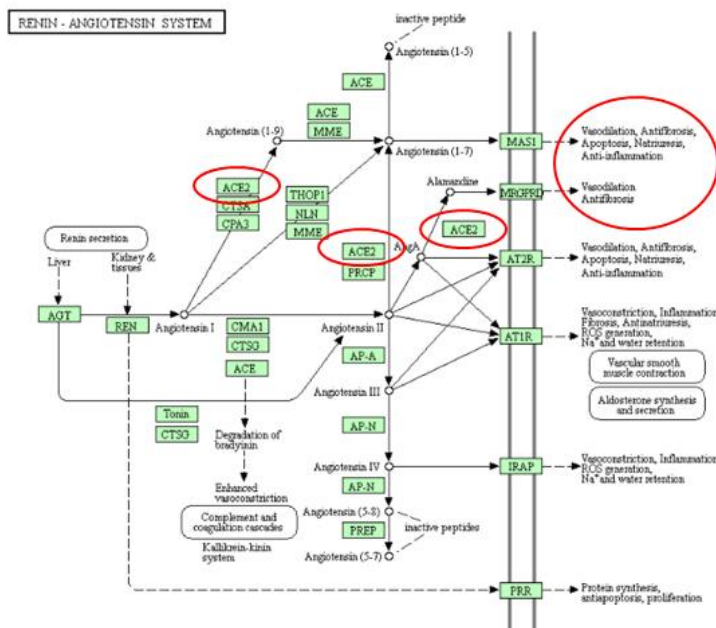 RENIN - ANGIOTENSIN SYSTEM
inactive peptide
Angiotensin (1-5)
ACE
ACE
MME
Angiotensin (1-9)
Angiotensin (1-7)
MAS1
Vasodilation, Antifibrosis,
Apoptosis, Natriuresis,
Anti-inflammation
ACE2
CTSA
CPA3
THOP1
NLN
MME
Alamandine
MRGPRD
Vasodilation
Antifibrosis
ACE2
ACE2
PRCP
AngA
AT2R
Vasodilation, Antifibrosis,
Apoptosis, Natriuresis,
Anti-inflammation
Renin secretion
Liver
Kidney &
tissues
AGT
REN
Angiotensin I
CMA1
CTSG
ACE
Angiotensin II
AT1R
Vasoconstriction, Inflammation
Fibrosis, Antinatriuresis,
ROS generation,
Na+ and water retention
Vascular smooth
muscle contraction
Aldosterone synthesis
and secretion
AP-A
Angiotensin III
Tonin
CTSG
Degradation of
bradyinin
AP-N
Enhanced
vasoconstriction
Angiotensin IV
IRAP
Vasoconstriction, Inflammation
ROS generation,
Na+ and water retention
AP-N
Complement and
coagulation cascades
Kallikrein-kinin
system
Angiotensin (5-8)
inactive peptides
PREP
Angiotensin (5-7)
PRR
Protein synthesis,
antiapoptosis, proliferation